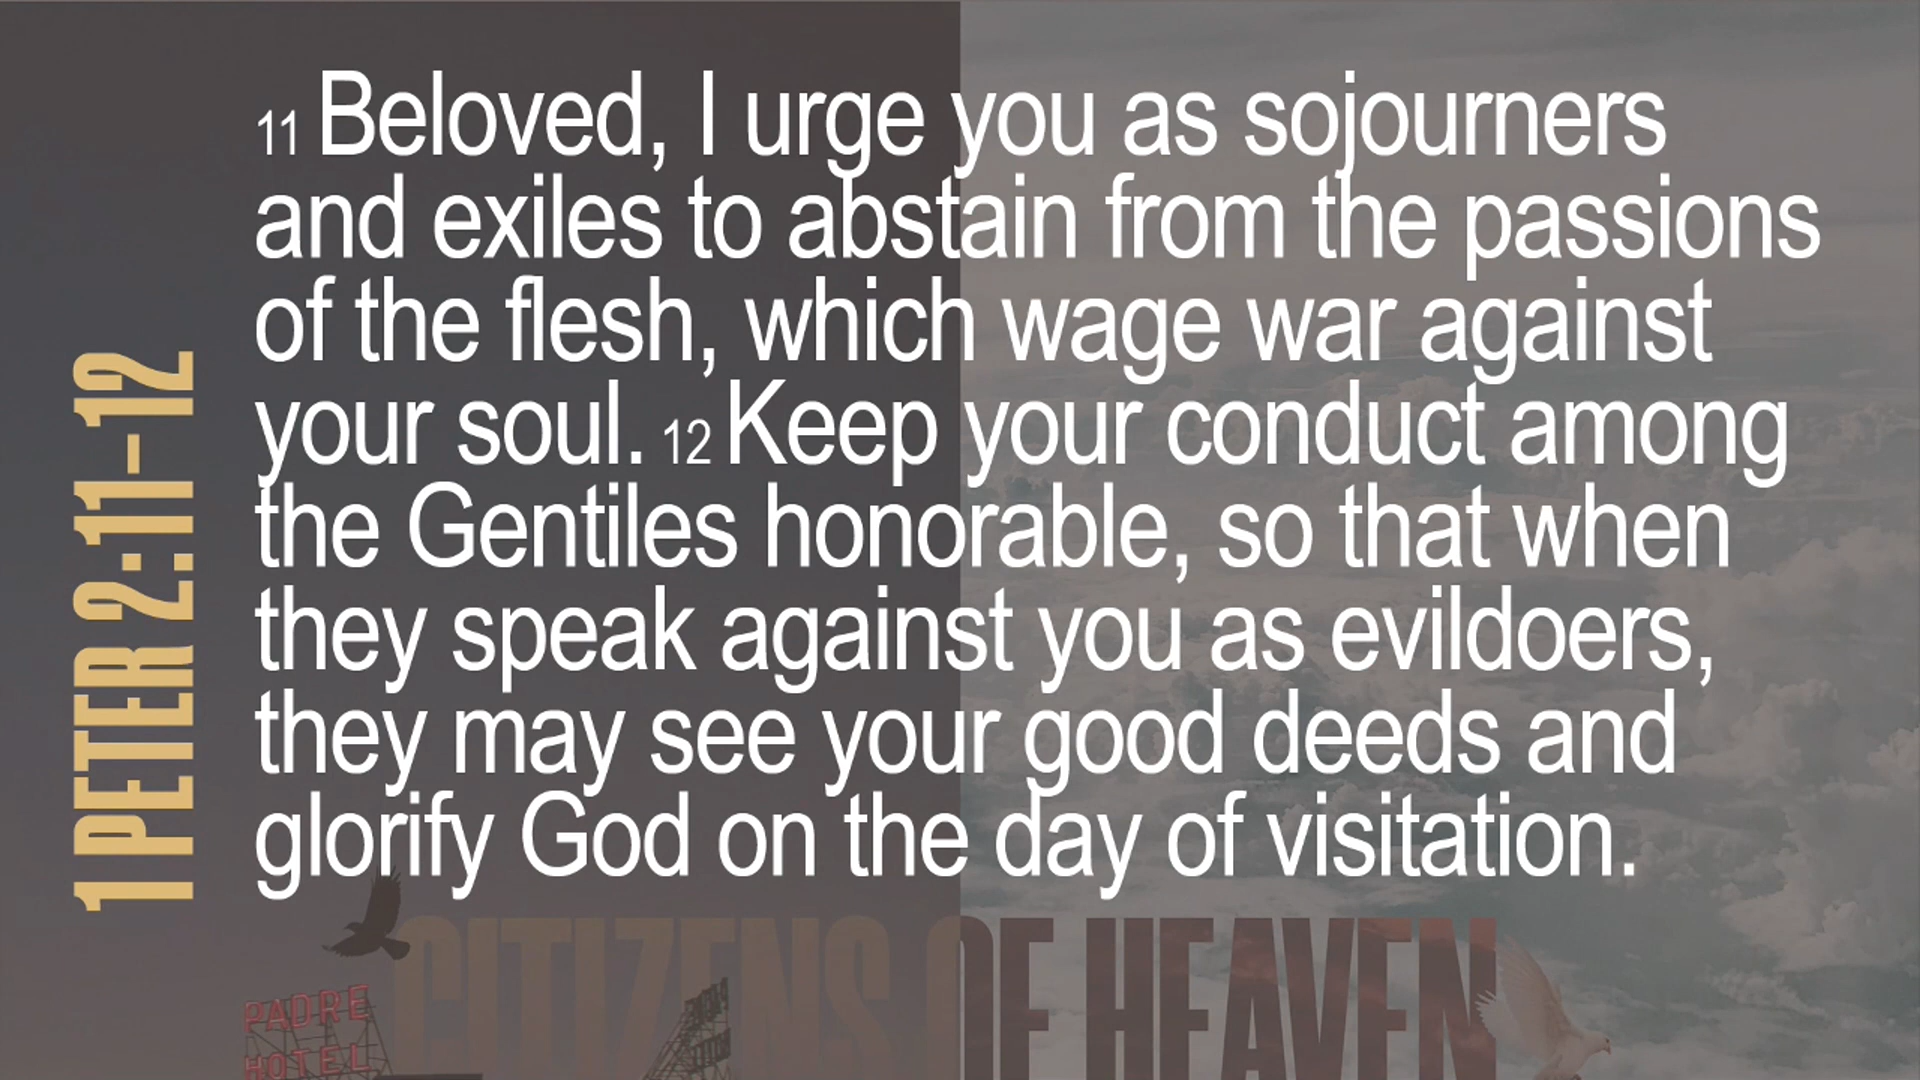 1 PETER 2:11–12
11 Beloved, I urge you as sojourners
and exiles to abstain from the passions
of the flesh, which wage war against
your soul. 12 Keep your conduct among
the Gentiles honorable, so that when
they speak against you as evildoers,
they may see your good deeds and
glorify God on the day of visitation.
CITIZENS OF HEAVEN
PADRE
HOTEL